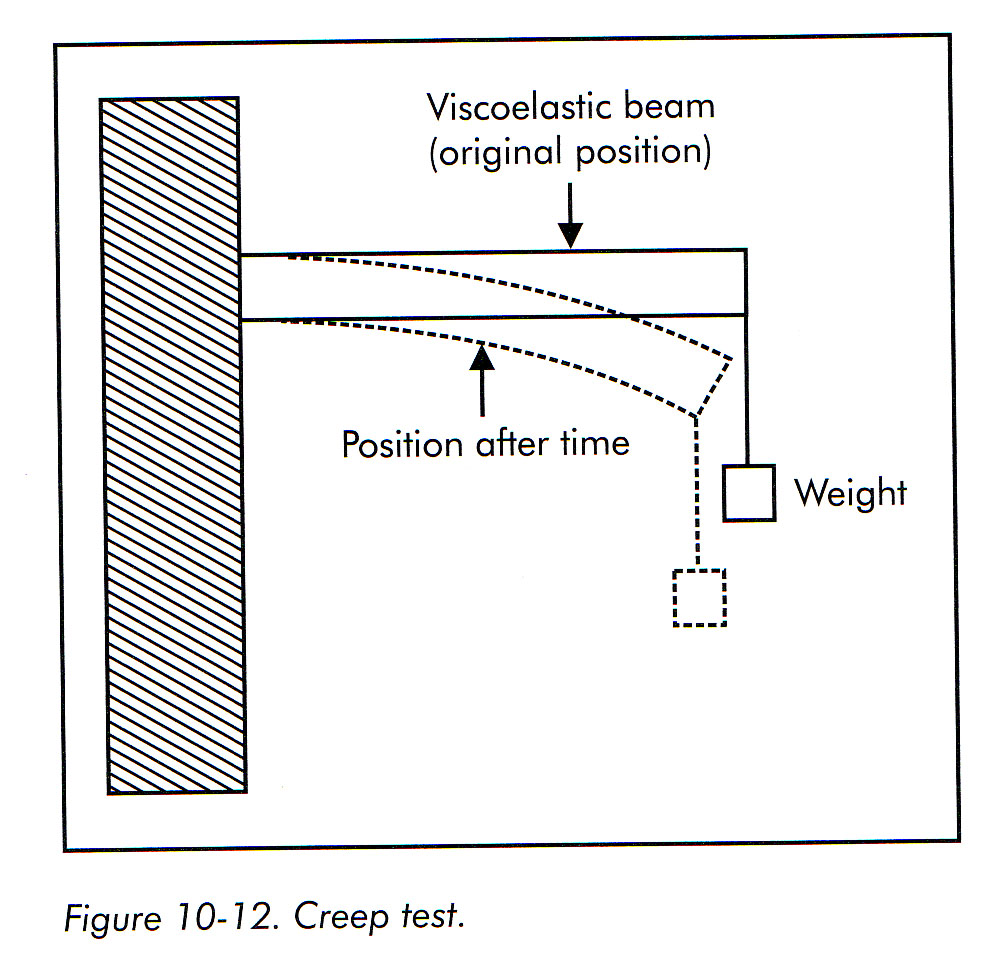 Viscoelastic beam
(original position)
Position after time
Weight
Figure 10-12. Creep test.